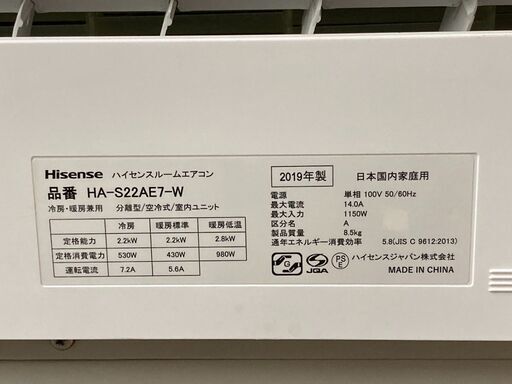 Hisense ハイセンスルームエアコン
品番 HA-S22AE7-W
冷房・暖房兼用 分離型/空冷式/室内ユニット
冷房 暖房標準 暖房低温
定格能力 2.2kW 2.2kW 2.8kW
定格消費電力 530W 430W 980W
運転電流 7.2A 5.6A
2019年製 日本国内家庭用
電源 単相 100V 50/60Hz
最大電流 14.0A
最大入力 1150W
区分名 A
製品質量 8.5kg
通年エネルギー消費効率 5.8(JIS C 9612:2013)
G S JQA PS E ハイセンスジャパン株式会社
MADE IN CHINA